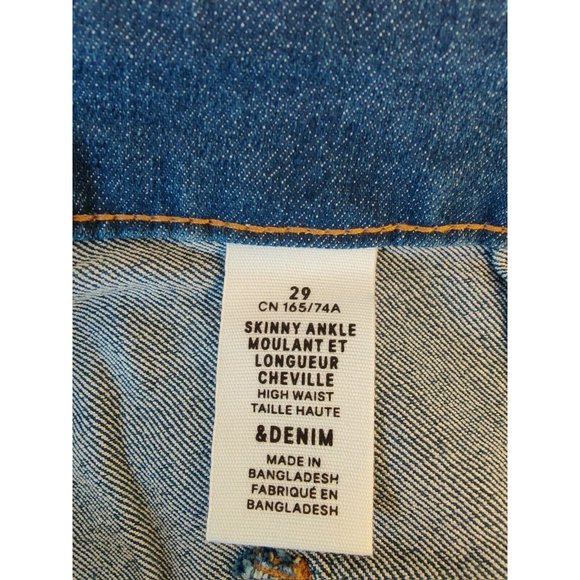 29
CN 165/74A
SKINNY ANKLE
MOULANT ET
LONGUEUR
CHEVILLE
HIGH WAIST
TAILLE HAUTE
&DENIM
MADE IN
BANGLADESH
FABRIQUÉ EN
BANGLADESH